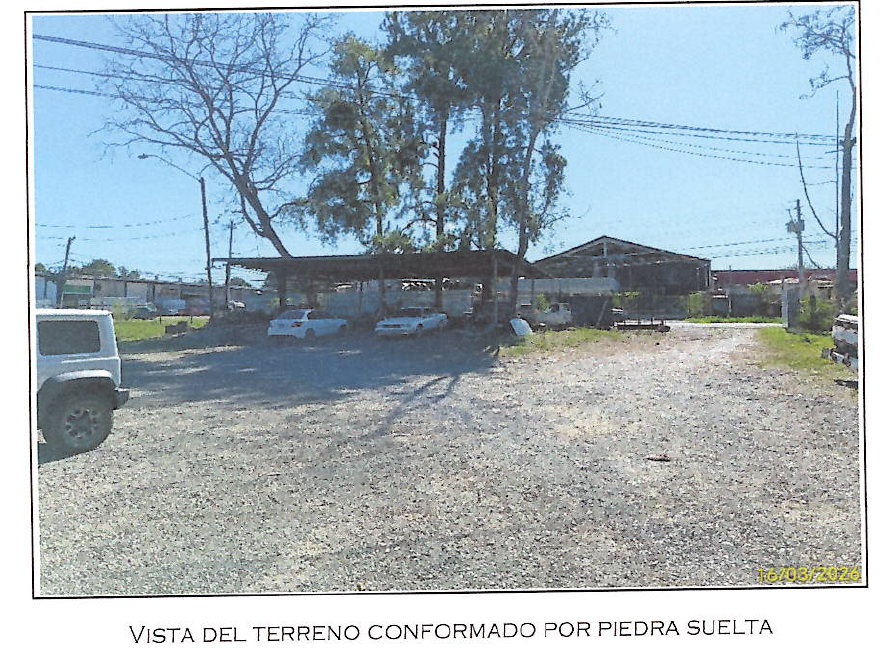 16/03/2026
VISTA DEL TERRENO CONFORMADO POR PIEDRA SUELTA